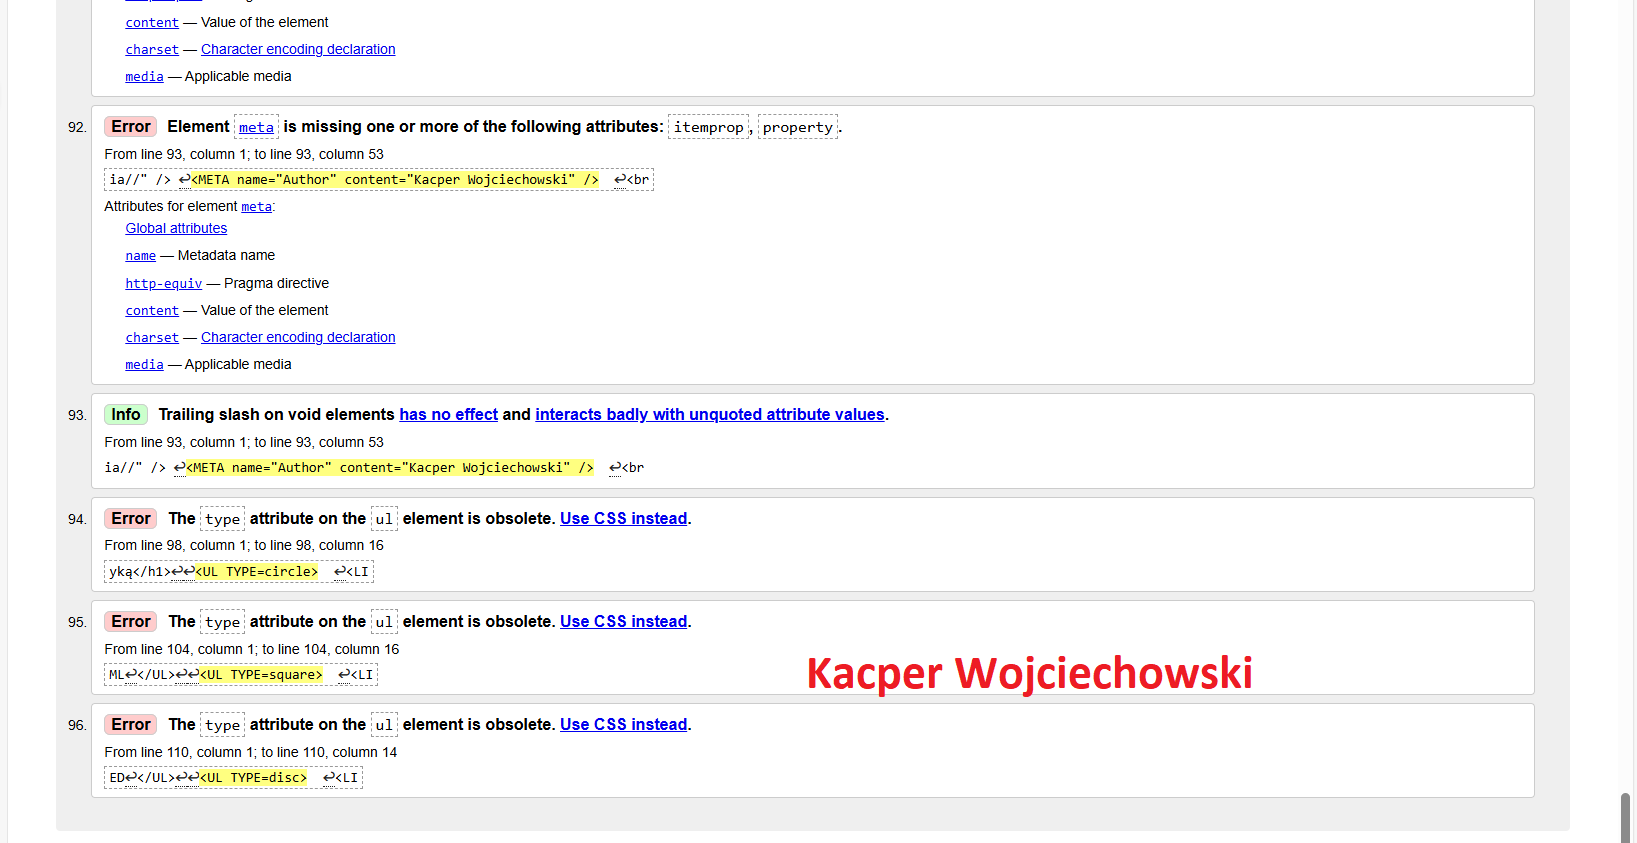 content — Value of the element
charset — Character encoding declaration
media — Applicable media
92. Error Element meta is missing one or more of the following attributes: itemprop, property.
From line 93, column 1; to line 93, column 53
ia//" /> ↩<META name="Author" content="Kacper Wojciechowski" /> ↩<br
Attributes for element meta:
Global attributes
name — Metadata name
http-equiv — Pragma directive
content — Value of the element
charset — Character encoding declaration
media — Applicable media
93. Info Trailing slash on void elements has no effect and interacts badly with unquoted attribute values.
From line 93, column 1; to line 93, column 53
ia//" /> ↩<META name="Author" content="Kacper Wojciechowski" /> ↩<br
94. Error The type attribute on the ul element is obsolete. Use CSS instead.
From line 98, column 1; to line 98, column 16
yką</h1>↩↩<UL TYPE=circle> ↩<LI
95. Error The type attribute on the ul element is obsolete. Use CSS instead.
From line 104, column 1; to line 104, column 16
ML↩</UL>↩↩<UL TYPE=square> ↩<LI
Kacper Wojciechowski
96. Error The type attribute on the ul element is obsolete. Use CSS instead.
From line 110, column 1; to line 110, column 14
ED↩</UL>↩↩<UL TYPE=disc> ↩<LI